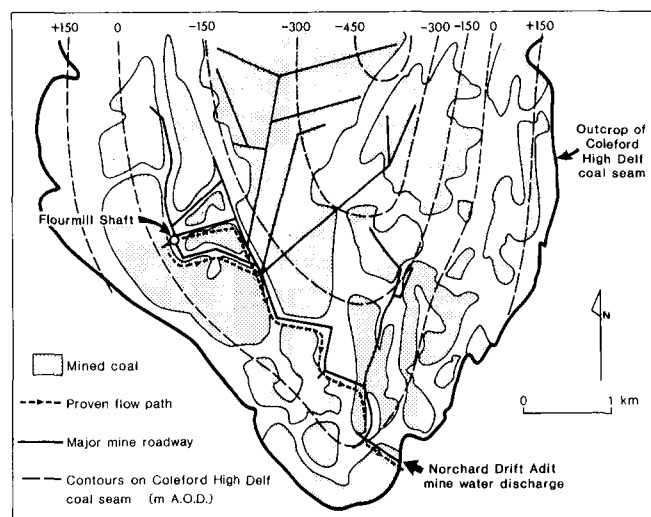 +150 0 -150 -300 -450 -300 -150 0 +150
Outcrop of
Coleford
High Delf
coal seam
Flourmill Shaft
N
Mined coal
Proven flow path
Major mine roadway
Contours on Coleford High Delf
coal seam (m A.O.D.)
0 1 km
Norchard Drift Adit
mine water discharge